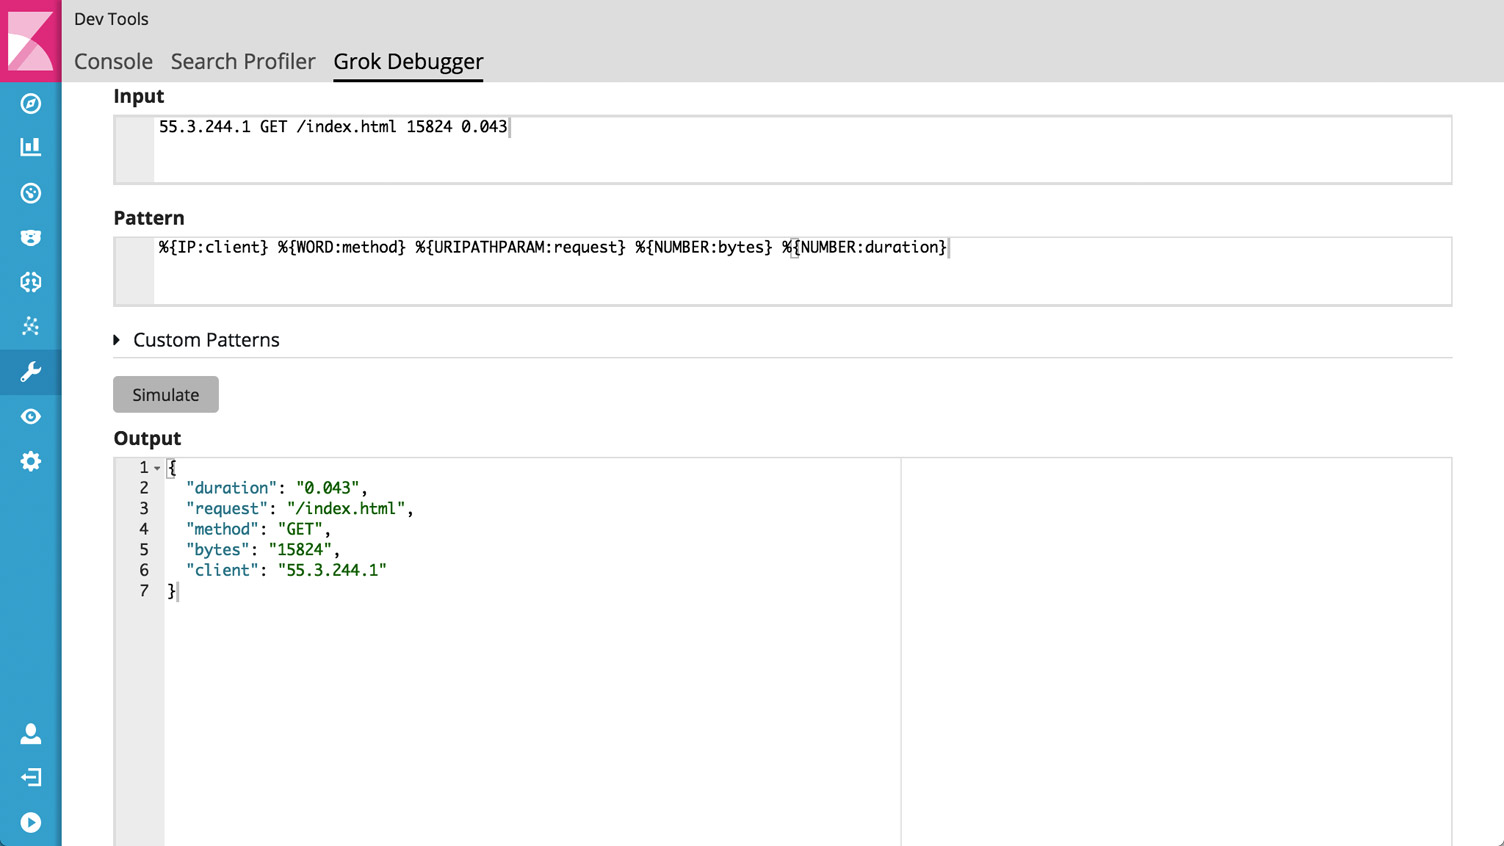 Dev Tools
Console Search Profiler Grok Debugger
Input
55.3.244.1 GET /index.html 15824 0.043
Pattern
%{IP:client} %{WORD:method} %{URIPATHPARAM:request} %{NUMBER:bytes} %{NUMBER:duration}
Custom Patterns
Simulate
Output
1 {
2 "duration": "0.043",
3 "request": "/index.html",
4 "method": "GET",
5 "bytes": "15824",
6 "client": "55.3.244.1"
7 }